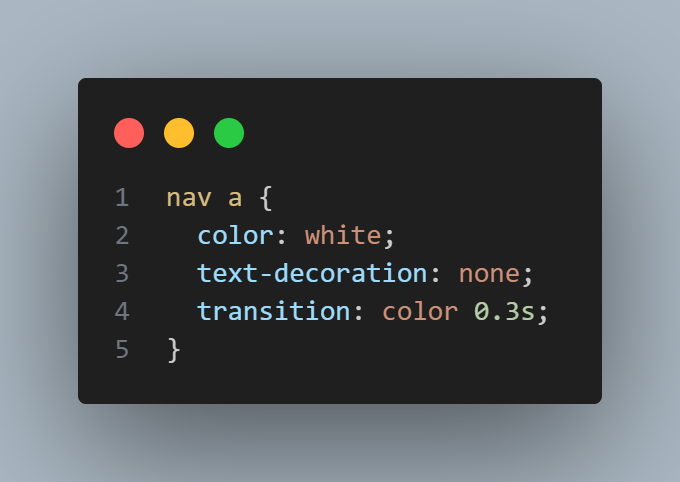 1 nav a {
2   color: white;
3   text-decoration: none;
4   transition: color 0.3s;
5 }